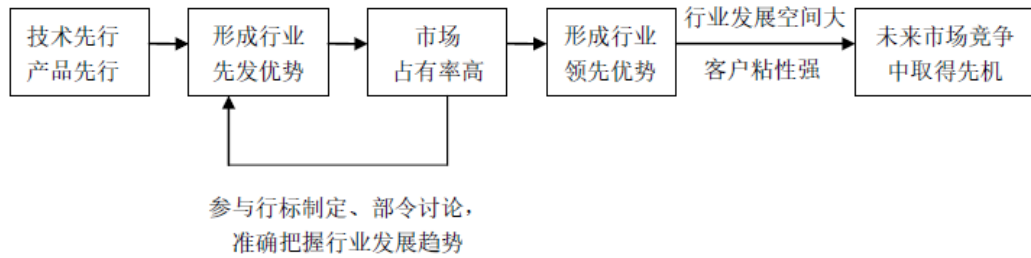 技术先行
产品先行
形成行业
先发优势
市场
占有率高
形成行业
领先优势
行业发展空间大
客户粘性强
未来市场竞争
中取得先机
参与行标制定、部令讨论，
准确把握行业发展趋势